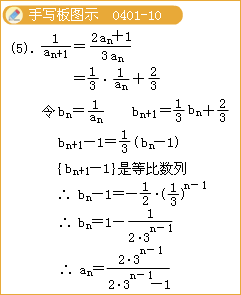 手写板图示 0401-10
(5). 1/aₙ₊₁ = (2aₙ+1)/(3aₙ)
= 1/3 · 1/aₙ + 2/3
令bₙ=1/aₙ bₙ₊₁=1/3 bₙ+2/3
bₙ₊₁-1=1/3(bₙ-1)
{bₙ₊₁-1}是等比数列
∴ bₙ-1=-1/2·(1/3)ⁿ⁻¹
∴ bₙ=1-1/(2·3ⁿ⁻¹)
∴ aₙ=(2·3ⁿ⁻¹)/(2·3ⁿ⁻¹-1)